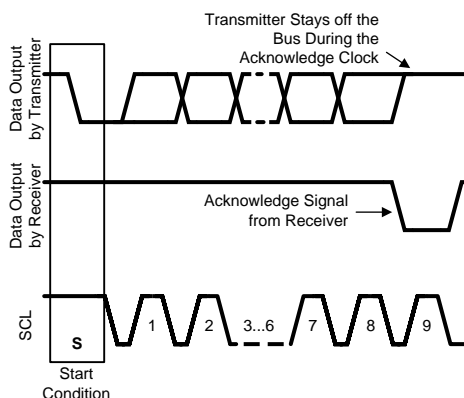 Transmitter Stays off the
Bus During the
Acknowledge Clock
Data Output
by Transmitter
Data Output
by Receiver
Acknowledge Signal
from Receiver
SCL
S
1
2
3...6
7
8
9
Start
Condition